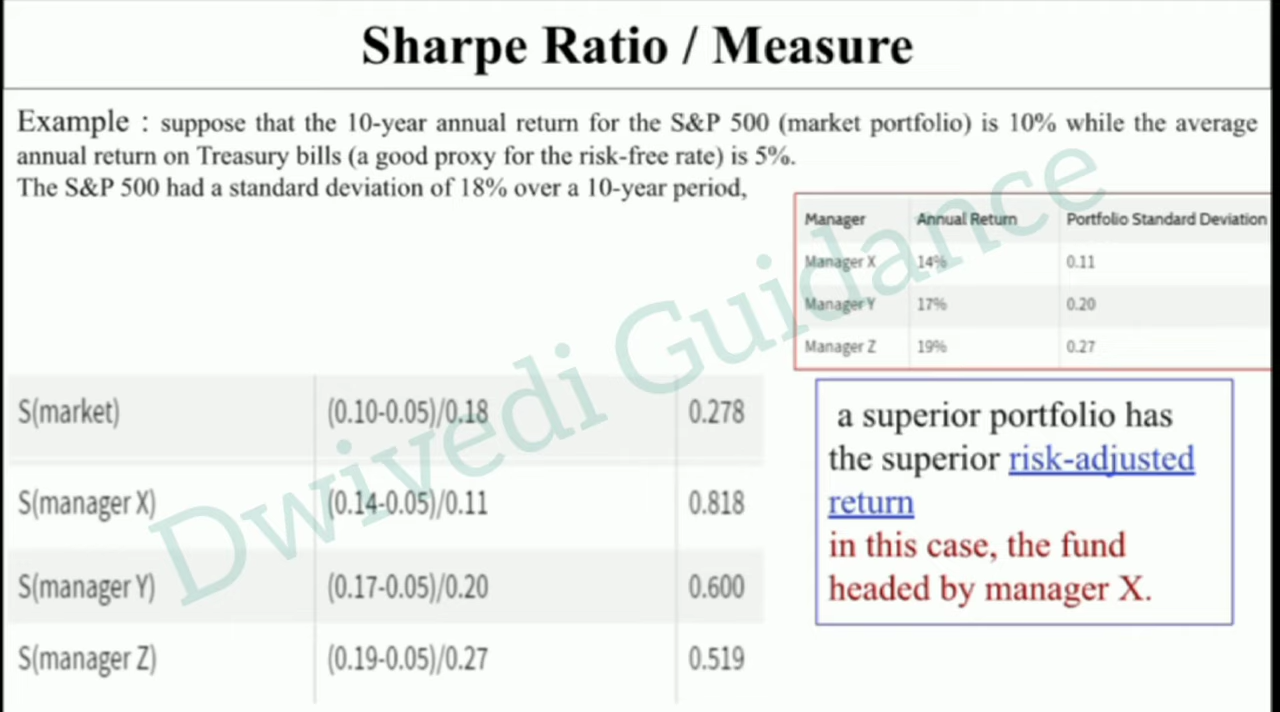 Sharpe Ratio / Measure
Example : suppose that the 10-year annual return for the S&P 500 (market portfolio) is 10% while the average
annual return on Treasury bills (a good proxy for the risk-free rate) is 5%.
The S&P 500 had a standard deviation of 18% over a 10-year period,
Manager Annual Return Portfolio Standard Deviation
Manager X 14% 0.11
Manager Y 17% 0.20
Manager Z 19% 0.27
S(market) (0.10-0.05)/0.18 0.278
S(manager X) (0.14-0.05)/0.11 0.818
S(manager Y) (0.17-0.05)/0.20 0.600
S(manager Z) (0.19-0.05)/0.27 0.519
a superior portfolio has
the superior risk-adjusted
return
in this case, the fund
headed by manager X.
Dwivedi Guidance